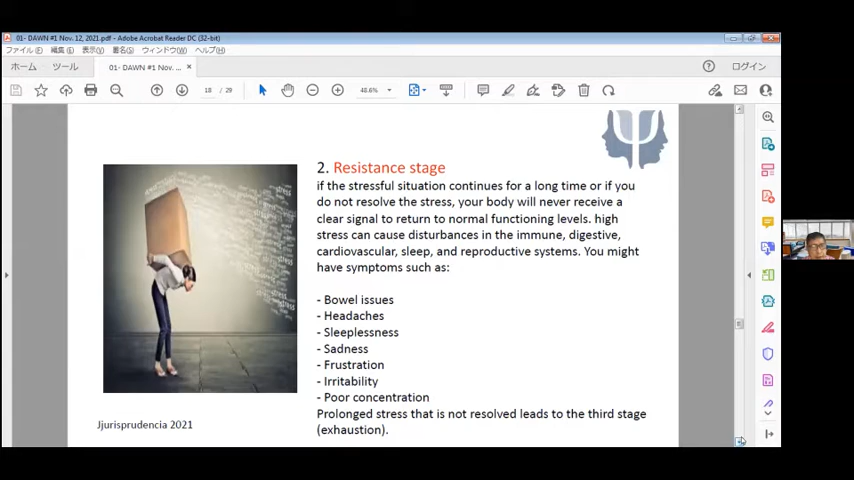 01- DAWN #1 Nov. 12, 2021.pdf - Adobe Acrobat Reader DC (32-bit)
ファイル(F) 編集(E) 表示(V) 署名(S) ウィンドウ(W) ヘルプ(H)
ホーム ツール 01- DAWN #1 Nov. ... × ログイン
18 / 29 48.6%
2. Resistance stage
if the stressful situation continues for a long time or if you
do not resolve the stress, your body will never receive a
clear signal to return to normal functioning levels. high
stress can cause disturbances in the immune, digestive,
cardiovascular, sleep, and reproductive systems. You might
have symptoms such as:
- Bowel issues
- Headaches
- Sleeplessness
- Sadness
- Frustration
- Irritability
- Poor concentration
Prolonged stress that is not resolved leads to the third stage
(exhaustion).
Jjurisprudencia 2021